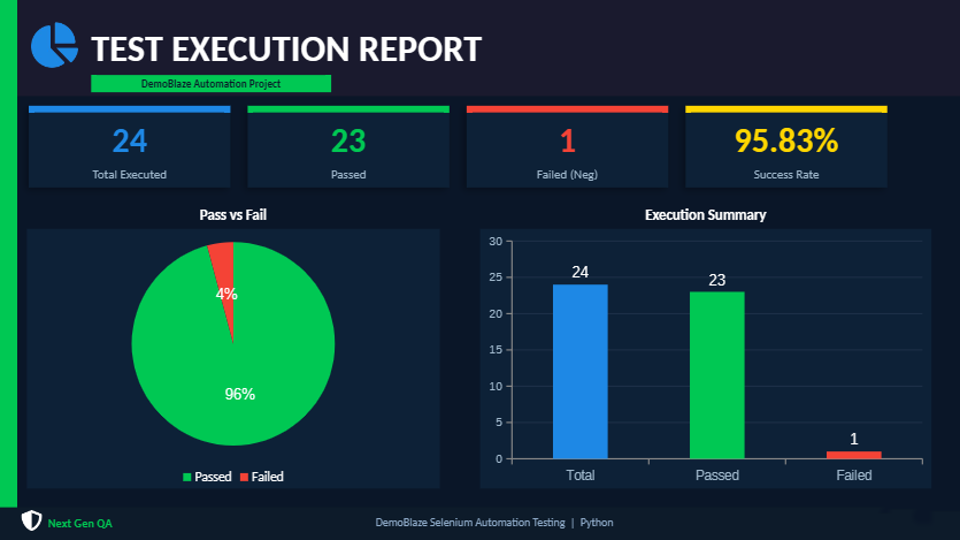 TEST EXECUTION REPORT
DemoBlaze Automation Project
24
Total Executed
23
Passed
1
Failed (Neg)
95.83%
Success Rate
Pass vs Fail
4%
96%
Passed Failed
Execution Summary
30
25
20
15
10
5
0
24
23
1
Total Passed Failed
Next Gen QA
DemoBlaze Selenium Automation Testing | Python